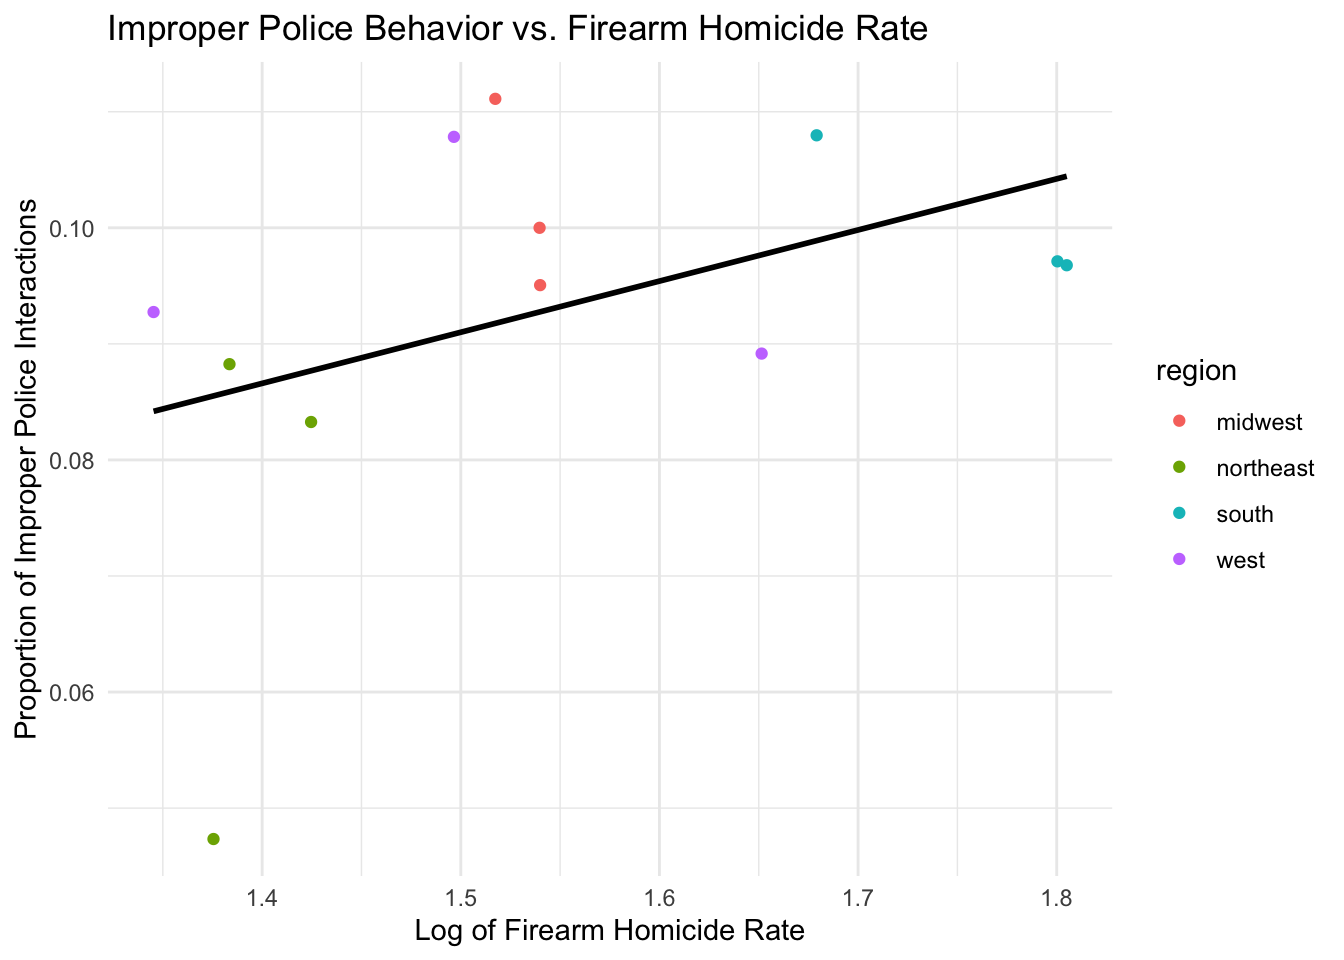 Improper Police Behavior vs. Firearm Homicide Rate
Proportion of Improper Police Interactions
0.10
0.08
0.06
1.4 1.5 1.6 1.7 1.8
Log of Firearm Homicide Rate
region
midwest
northeast
south
west